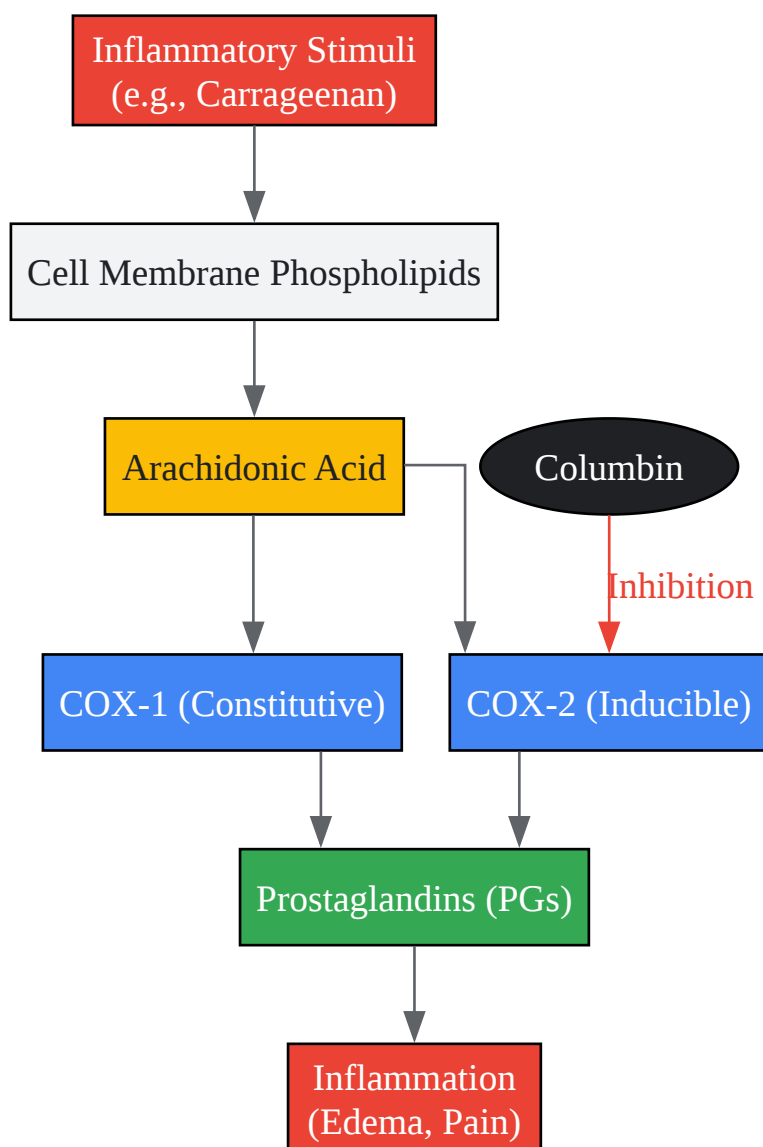 Inflammatory Stimuli
(e.g., Carrageenan)
Cell Membrane Phospholipids
Arachidonic Acid
Columbin
Inhibition
COX-1 (Constitutive)
COX-2 (Inducible)
Prostaglandins (PGs)
Inflammation
(Edema, Pain)